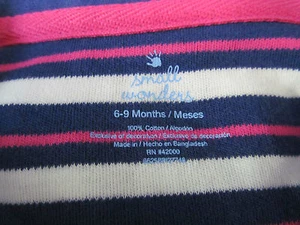 small
wonders
6-9 Months / Meses
100% Cotton / Algodón
Exclusive of decoration / Exclusive de decoración
Made in / Hecho en Bangladesh
RN #42000